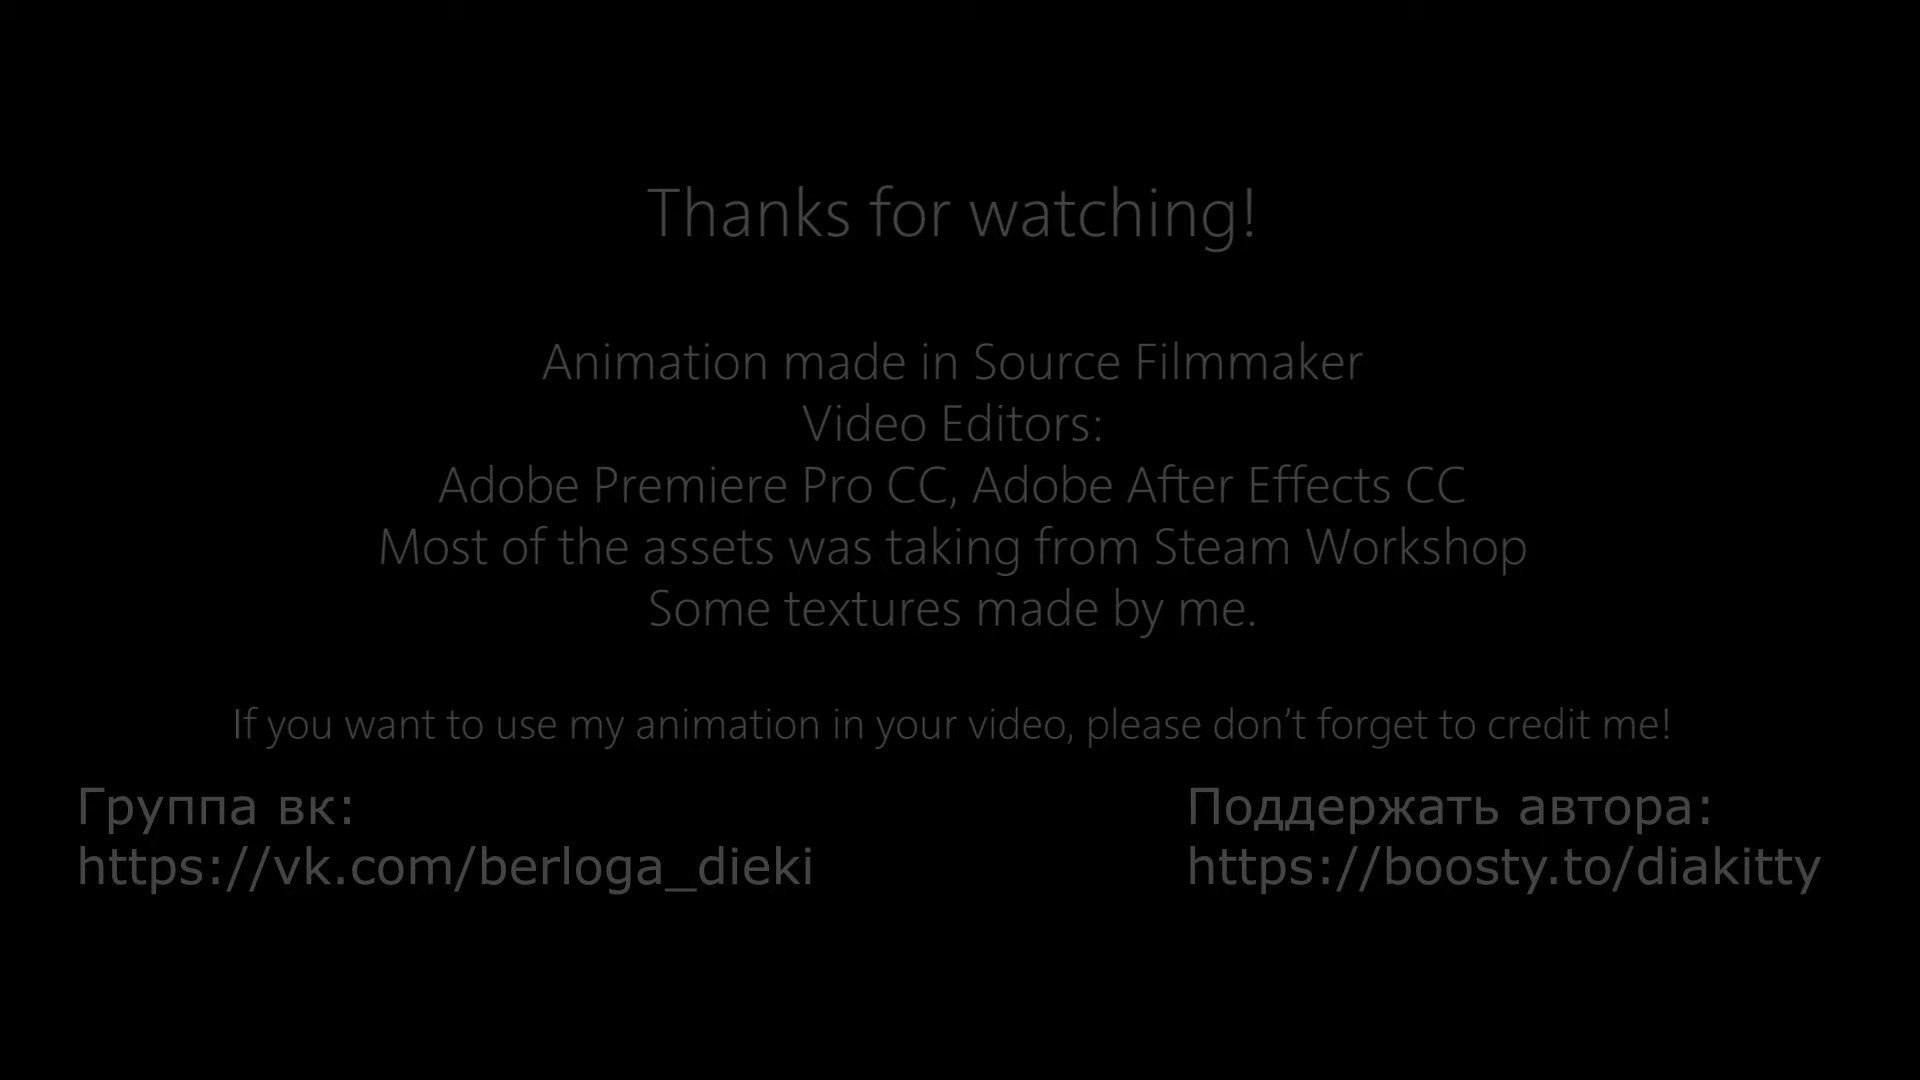 Thanks for watching!
Animation made in Source Filmmaker
Video Editors:
Adobe Premiere Pro CC, Adobe After Effects CC
Most of the assets was taking from Steam Workshop
Some textures made by me.
If you want to use my animation in your video, please don’t forget to credit me!
Группа вк:
https://vk.com/berloga_dieki
Поддержать автора:
https://boosty.to/diakitty